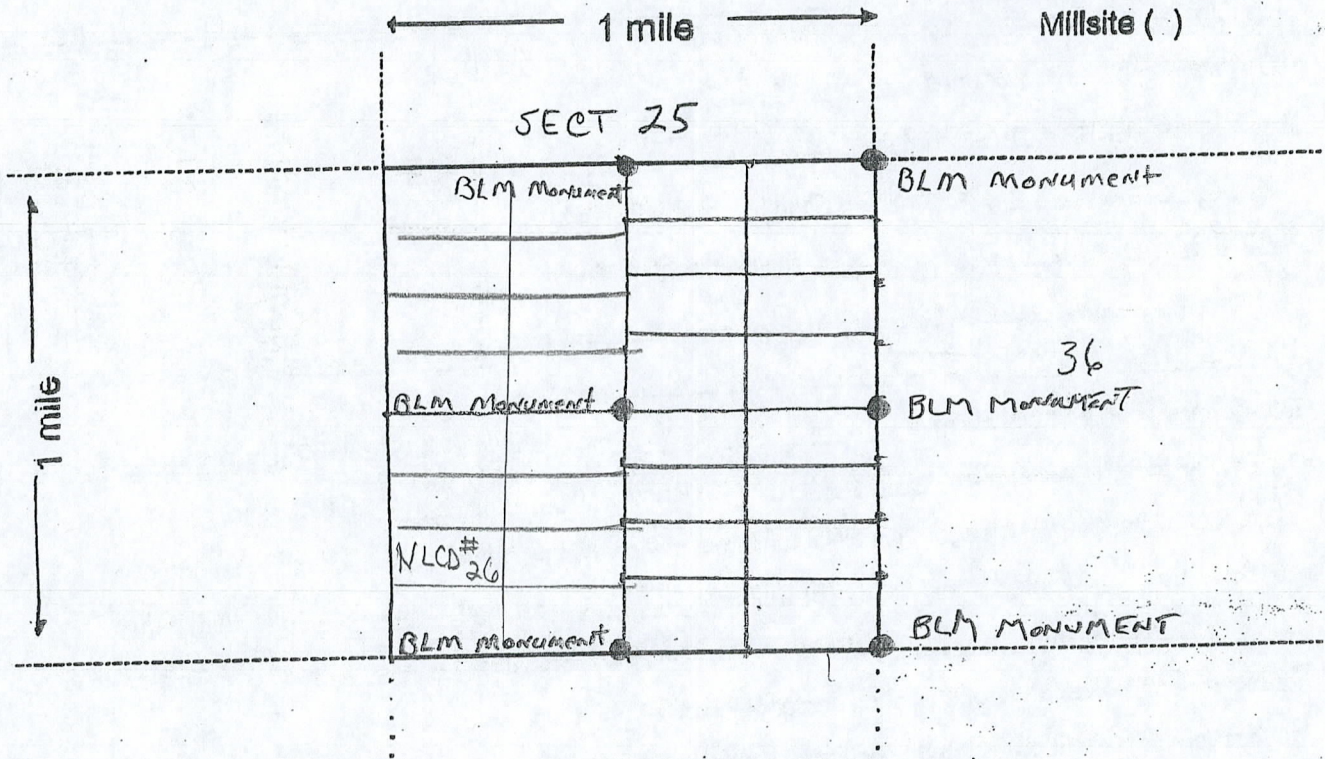 1 mile
Millsite ( )
SECT 25
BLM Monument
BLM Monument
1 mile
36
BLM Monument
BLM MONUMENT
NLCD #26
BLM monument
BLM MONUMENT